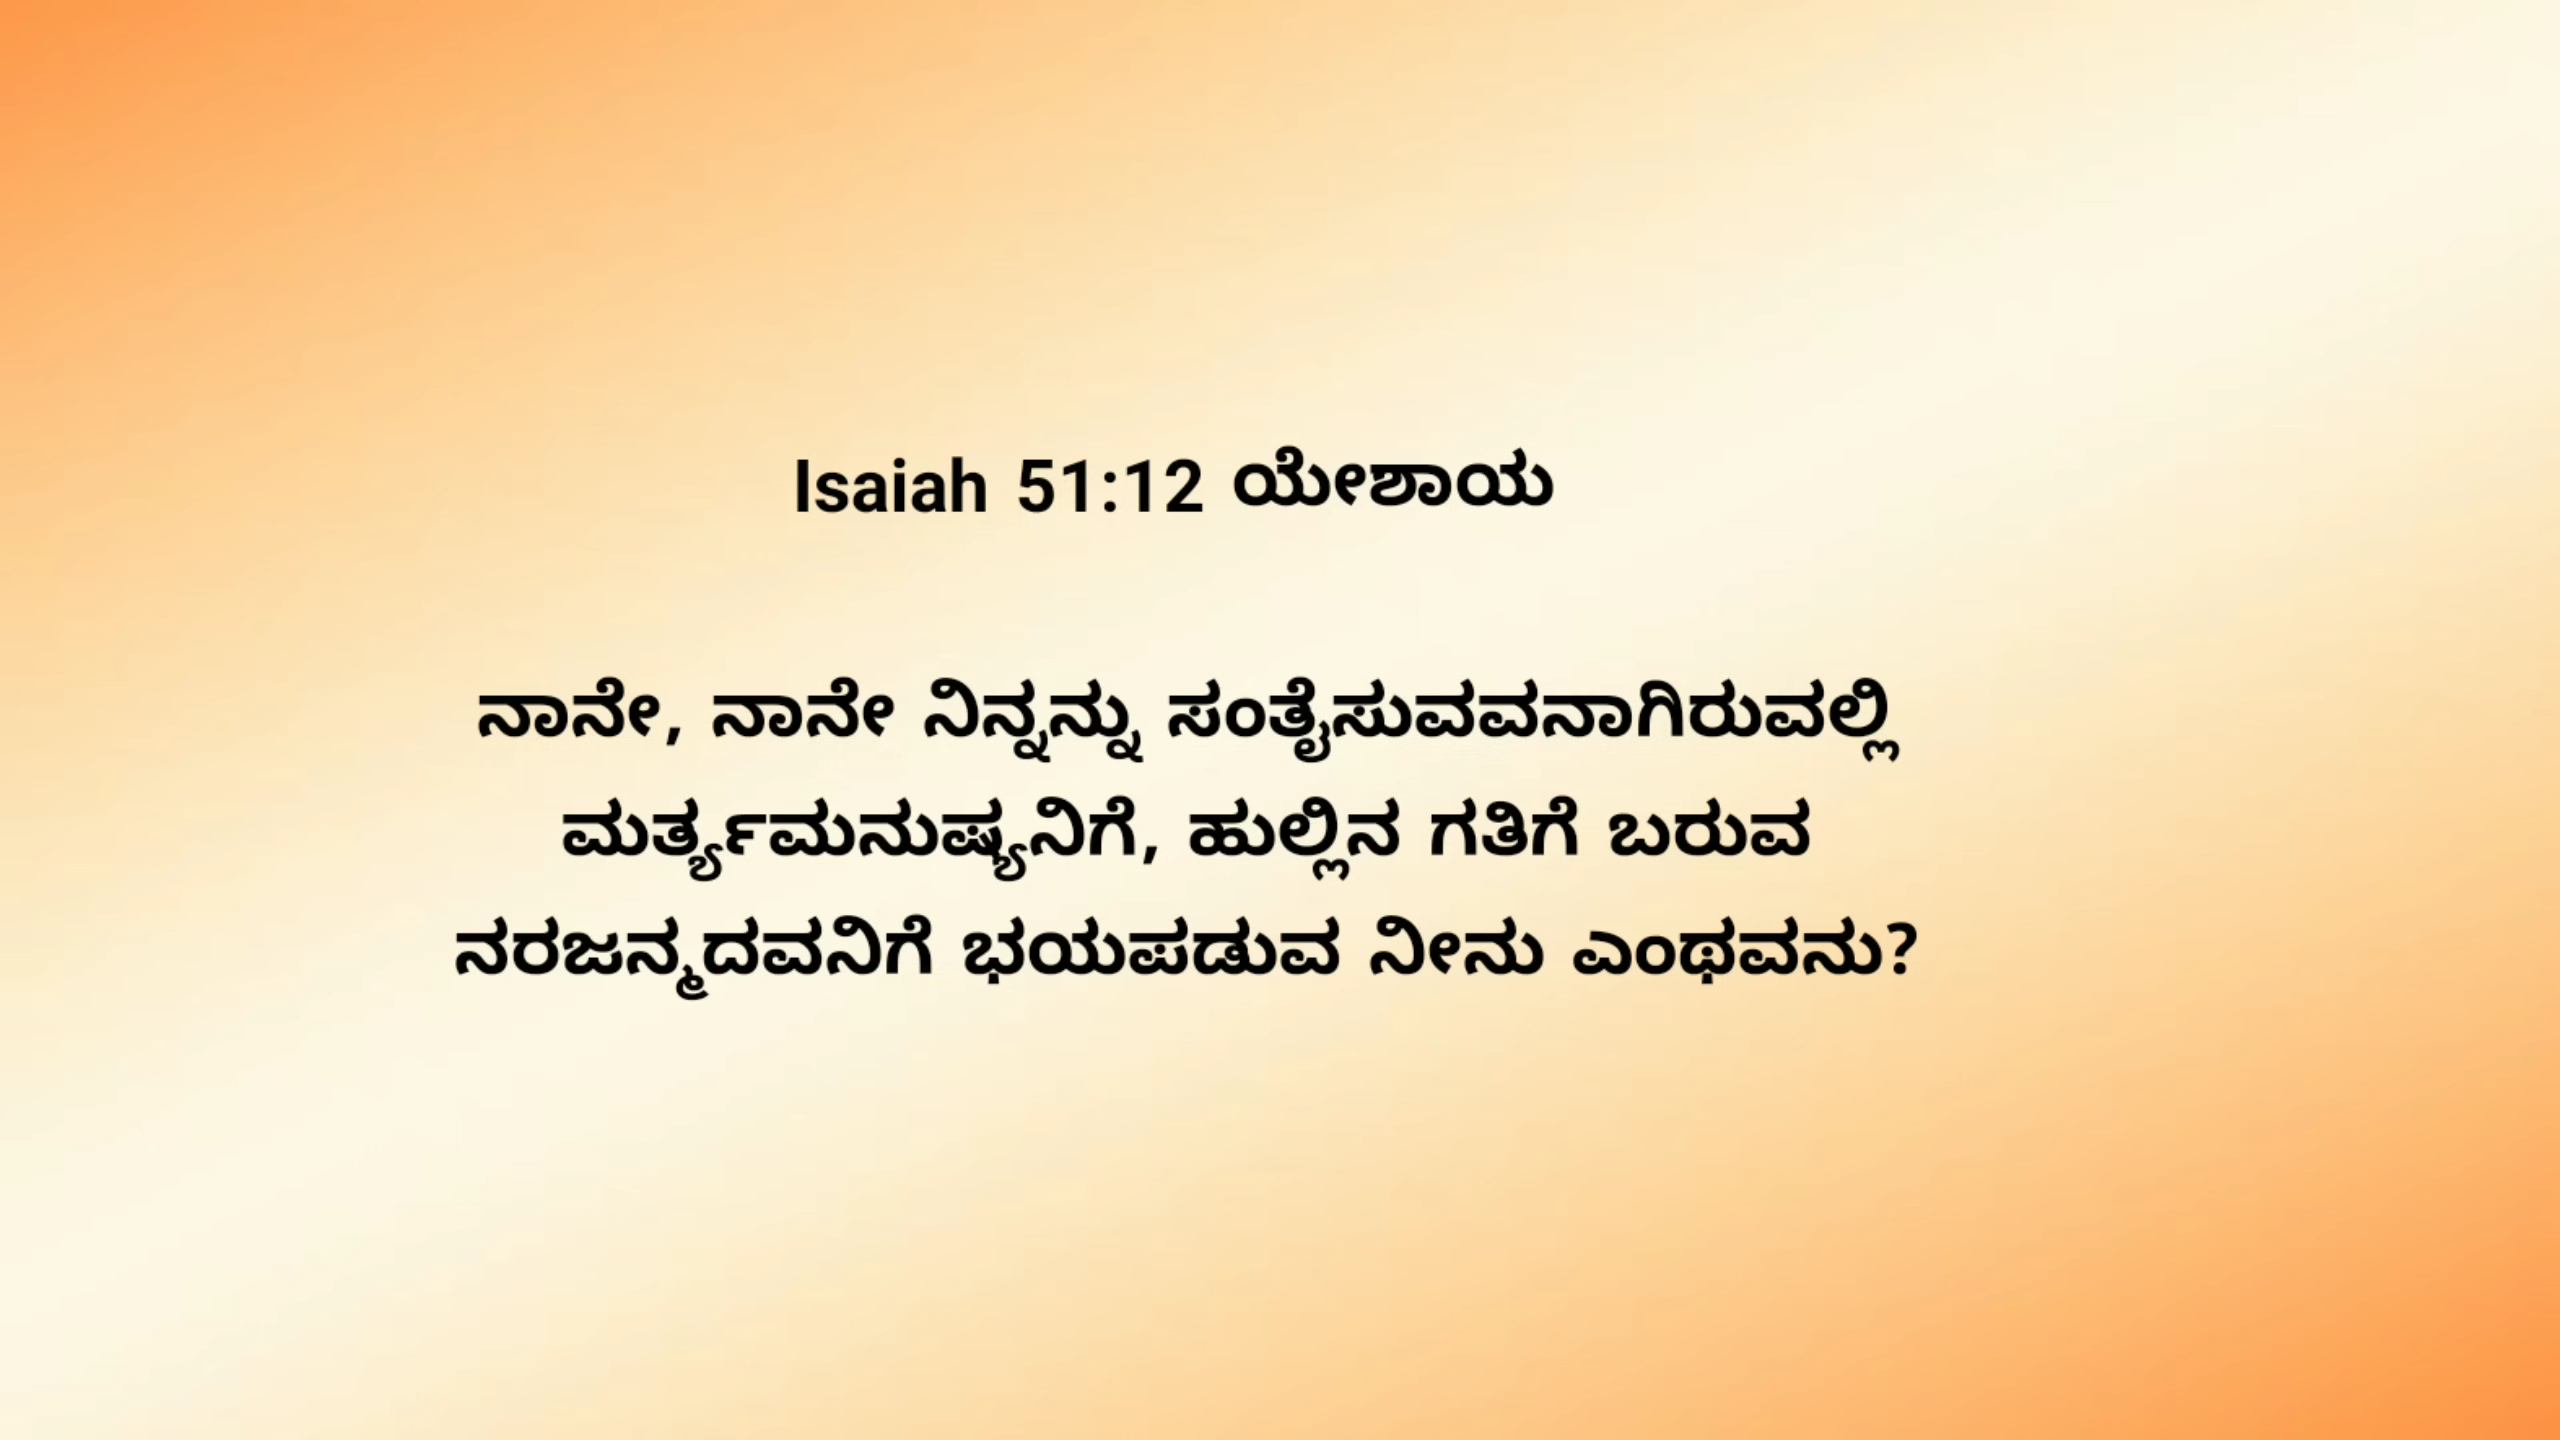 Isaiah 51:12 ಯೇಶಾಯ
ನಾನೇ, ನಾನೇ ನಿನ್ನನ್ನು ಸಂತೈಸುವವನಾಗಿರುವಲ್ಲಿ
ಮರ್ತ್ಯಮನುಷ್ಯನಿಗೆ, ಹುಲ್ಲಿನ ಗತಿಗೆ ಬರುವ
ನರಜನ್ಮದವನಿಗೆ ಭಯಪಡುವ ನೀನು ಎಂಥವನು?